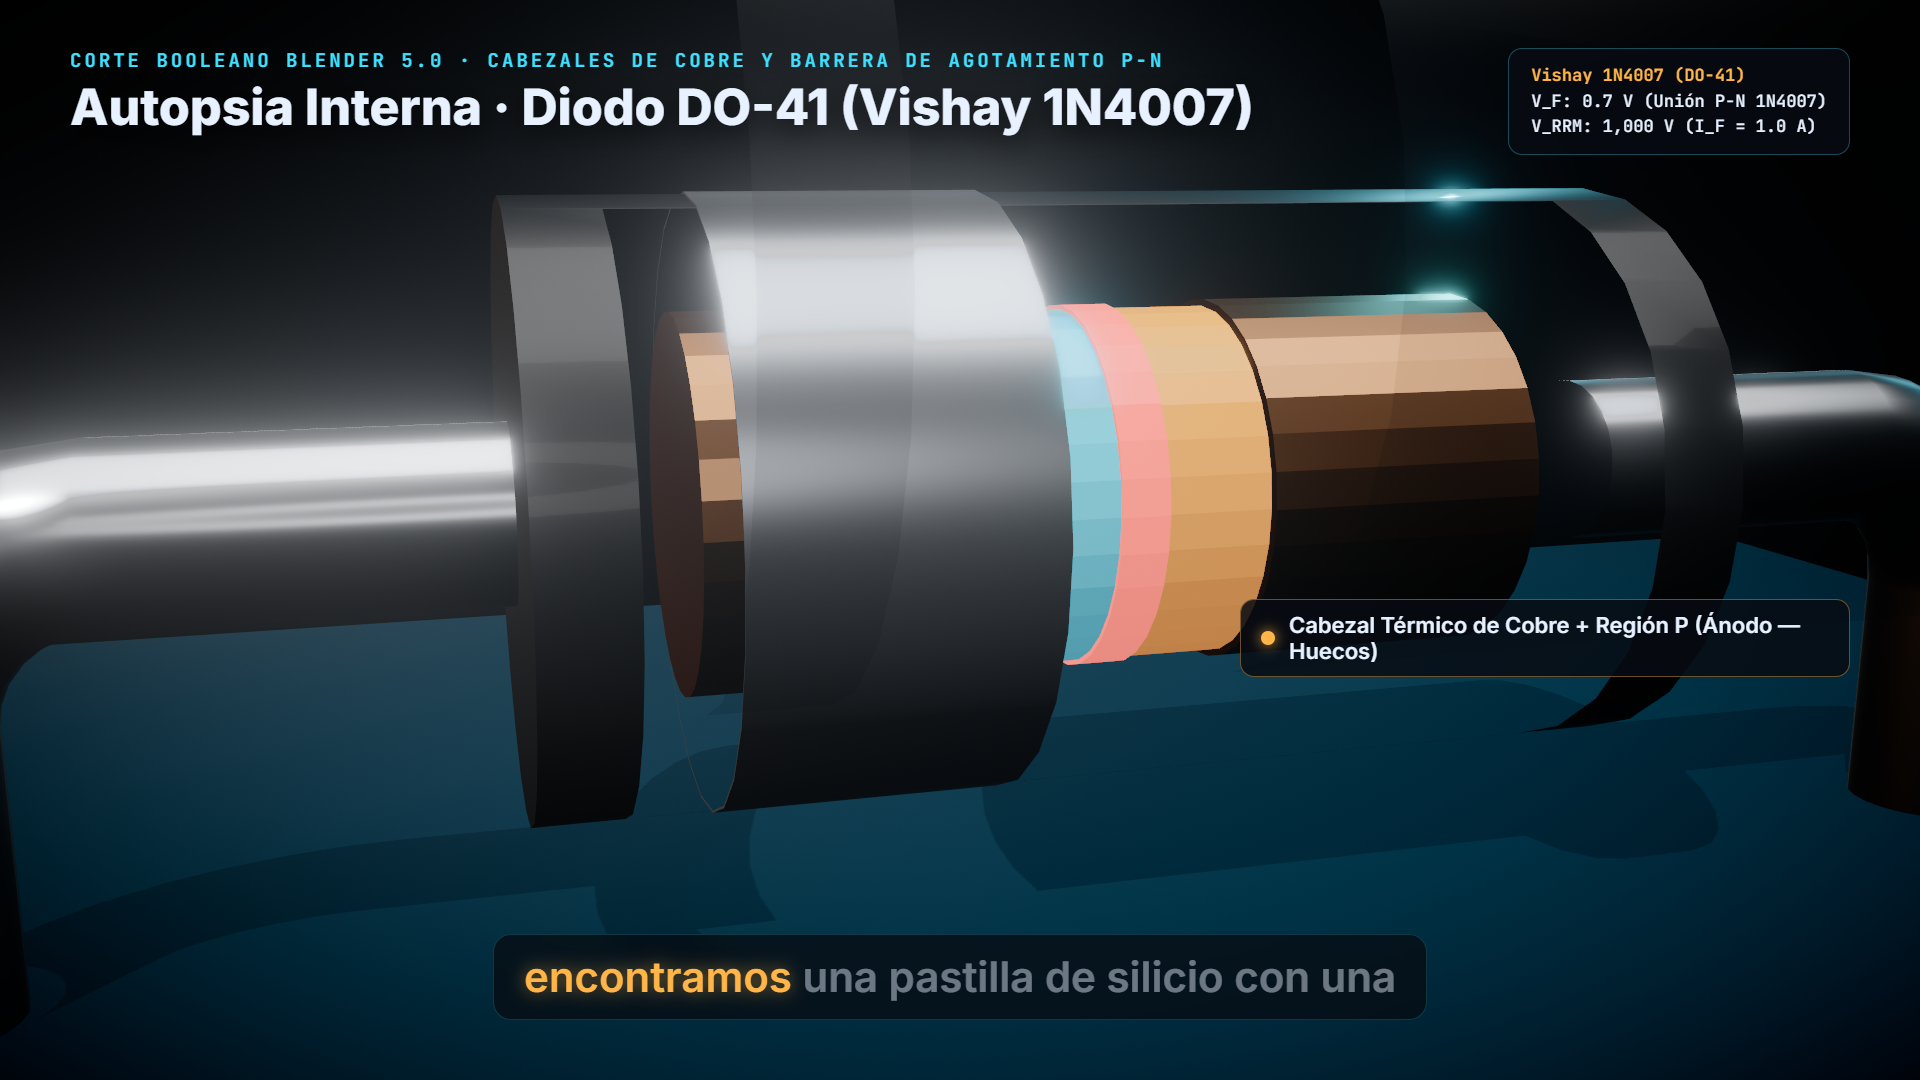 CORTE BOOLEANO BLENDER 5.0 · CABEZALES DE COBRE Y BARRERA DE AGOTAMIENTO P-N
Autopsia Interna · Diodo DO-41 (Vishay 1N4007)
Vishay 1N4007 (DO-41)
V_F: 0.7 V (Unión P-N 1N4007)
V_RRM: 1,000 V (I_F = 1.0 A)
Cabezal Térmico de Cobre + Región P (Ánodo —
Huecos)
encontramos una pastilla de silicio con una